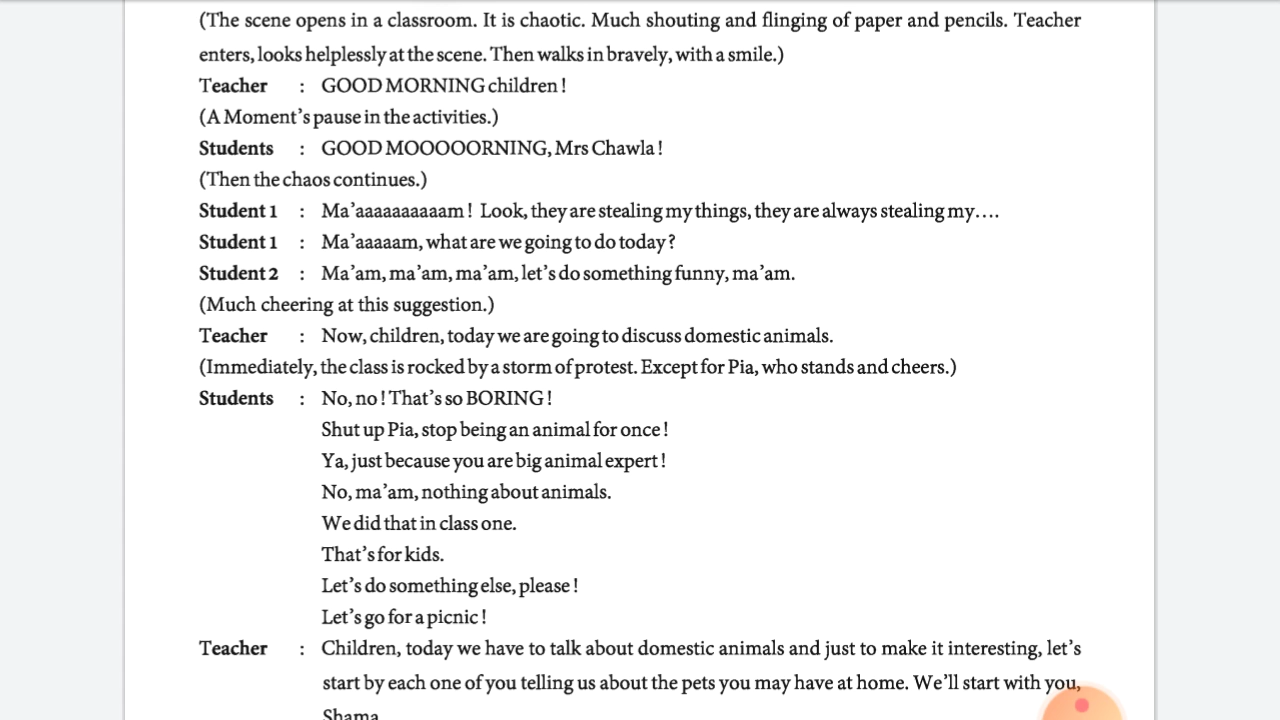 (The scene opens in a classroom. It is chaotic. Much shouting and flinging of paper and pencils. Teacher
enters, looks helplessly at the scene. Then walks in bravely, with a smile.)
Teacher : GOOD MORNING children !
(A Moment's pause in the activities.)
Students : GOOD MOOOOORNING, Mrs Chawla !
(Then the chaos continues.)
Student 1 : Ma'aaaaaaaaaam ! Look, they are stealing my things, they are always stealing my....
Student 1 : Ma'aaaaam, what are we going to do today ?
Student 2 : Ma'am, ma'am, ma'am, let's do something funny, ma'am.
(Much cheering at this suggestion.)
Teacher : Now, children, today we are going to discuss domestic animals.
(Immediately, the class is rocked by a storm of protest. Except for Pia, who stands and cheers.)
Students : No, no ! That's so BORING !
Shut up Pia, stop being an animal for once !
Ya, just because you are big animal expert !
No, ma'am, nothing about animals.
We did that in class one.
That's for kids.
Let's do something else, please !
Let's go for a picnic !
Teacher : Children, today we have to talk about domestic animals and just to make it interesting, let's
start by each one of you telling us about the pets you may have at home. We'll start with you,
Shama